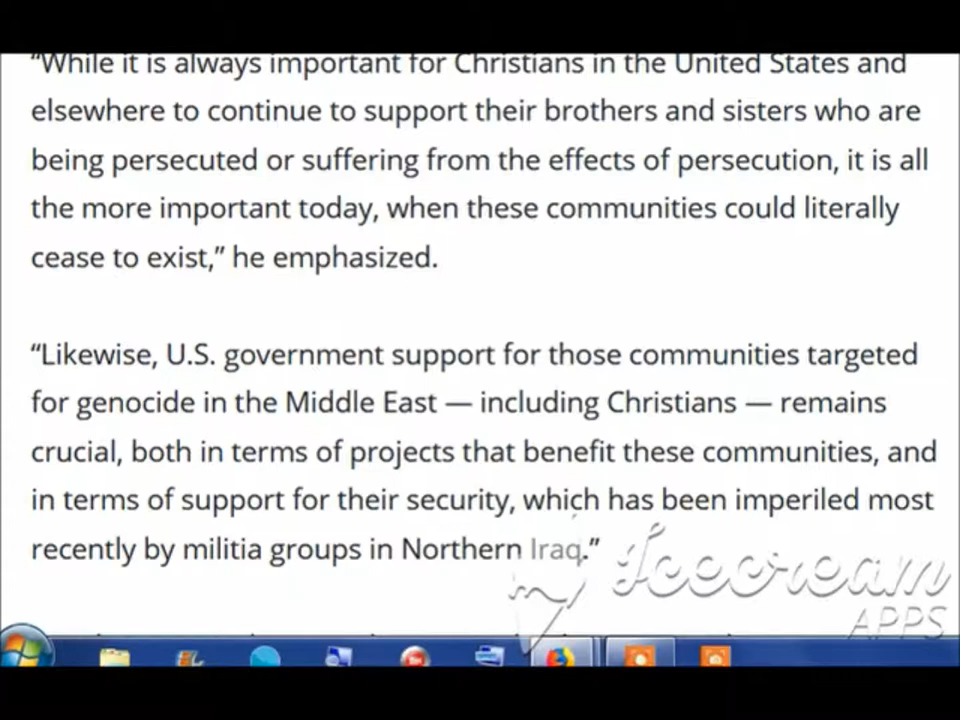 “While it is always important for Christians in the United States and
elsewhere to continue to support their brothers and sisters who are
being persecuted or suffering from the effects of persecution, it is all
the more important today, when these communities could literally
cease to exist,” he emphasized.
“Likewise, U.S. government support for those communities targeted
for genocide in the Middle East — including Christians — remains
crucial, both in terms of projects that benefit these communities, and
in terms of support for their security, which has been imperiled most
recently by militia groups in Northern Iraq.”
Icecream
APPS